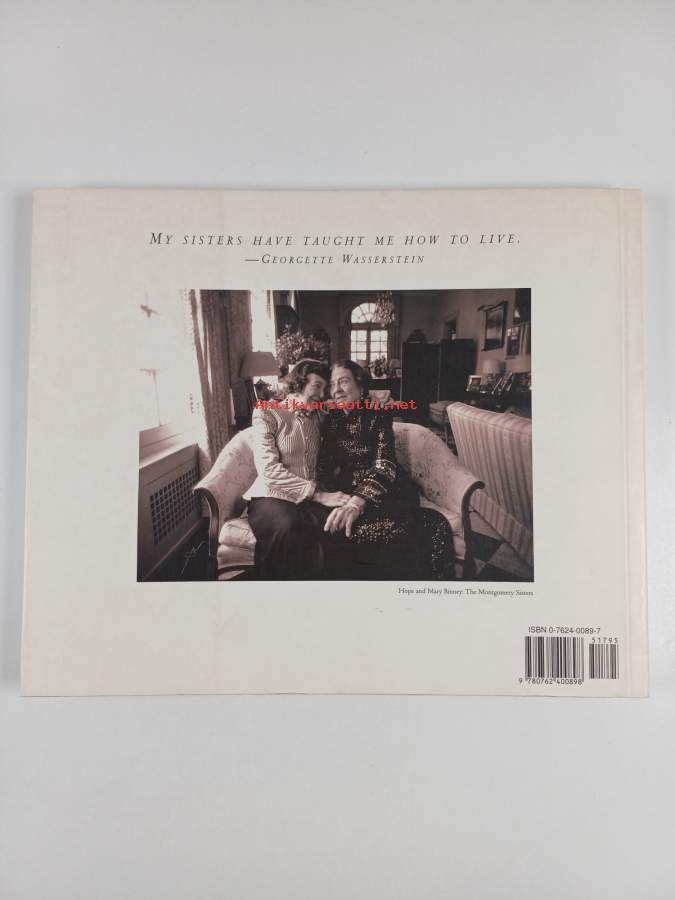 MY SISTERS HAVE TAUGHT ME HOW TO LIVE.
—GEORGETTE WASSERSTEIN
Antikvariaatti.net
Hope and Mary Binney: The Montgomery Sisters
ISBN 0-7624-0089-7
51795
9 780762 400898